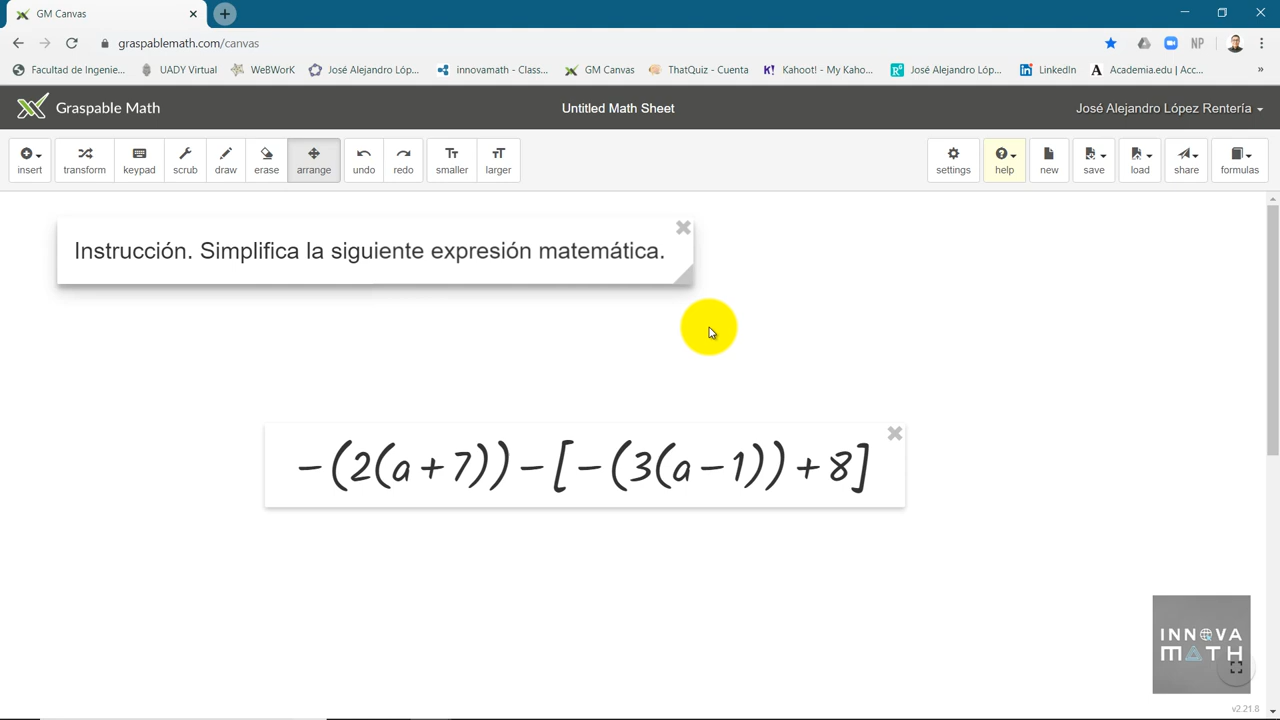 GM Canvas
graspablemath.com/canvas
NP
Facultad de Ingenie... UADY Virtual WeBWorK José Alejandro Lóp... innovamath - Class... GM Canvas ThatQuiz - Cuenta K! Kahoot! - My Kaho... José Alejandro Lóp... LinkedIn A Academia.edu | Acc... »
Graspable Math Untitled Math Sheet José Alejandro López Rentería
insert transform keypad scrub draw erase arrange undo redo smaller larger settings help new save load share formulas
Instrucción. Simplifica la siguiente expresión matemática.
−(2(a+7))−[−(3(a−1))+8]
INNOVA
MATH
v2.21.8